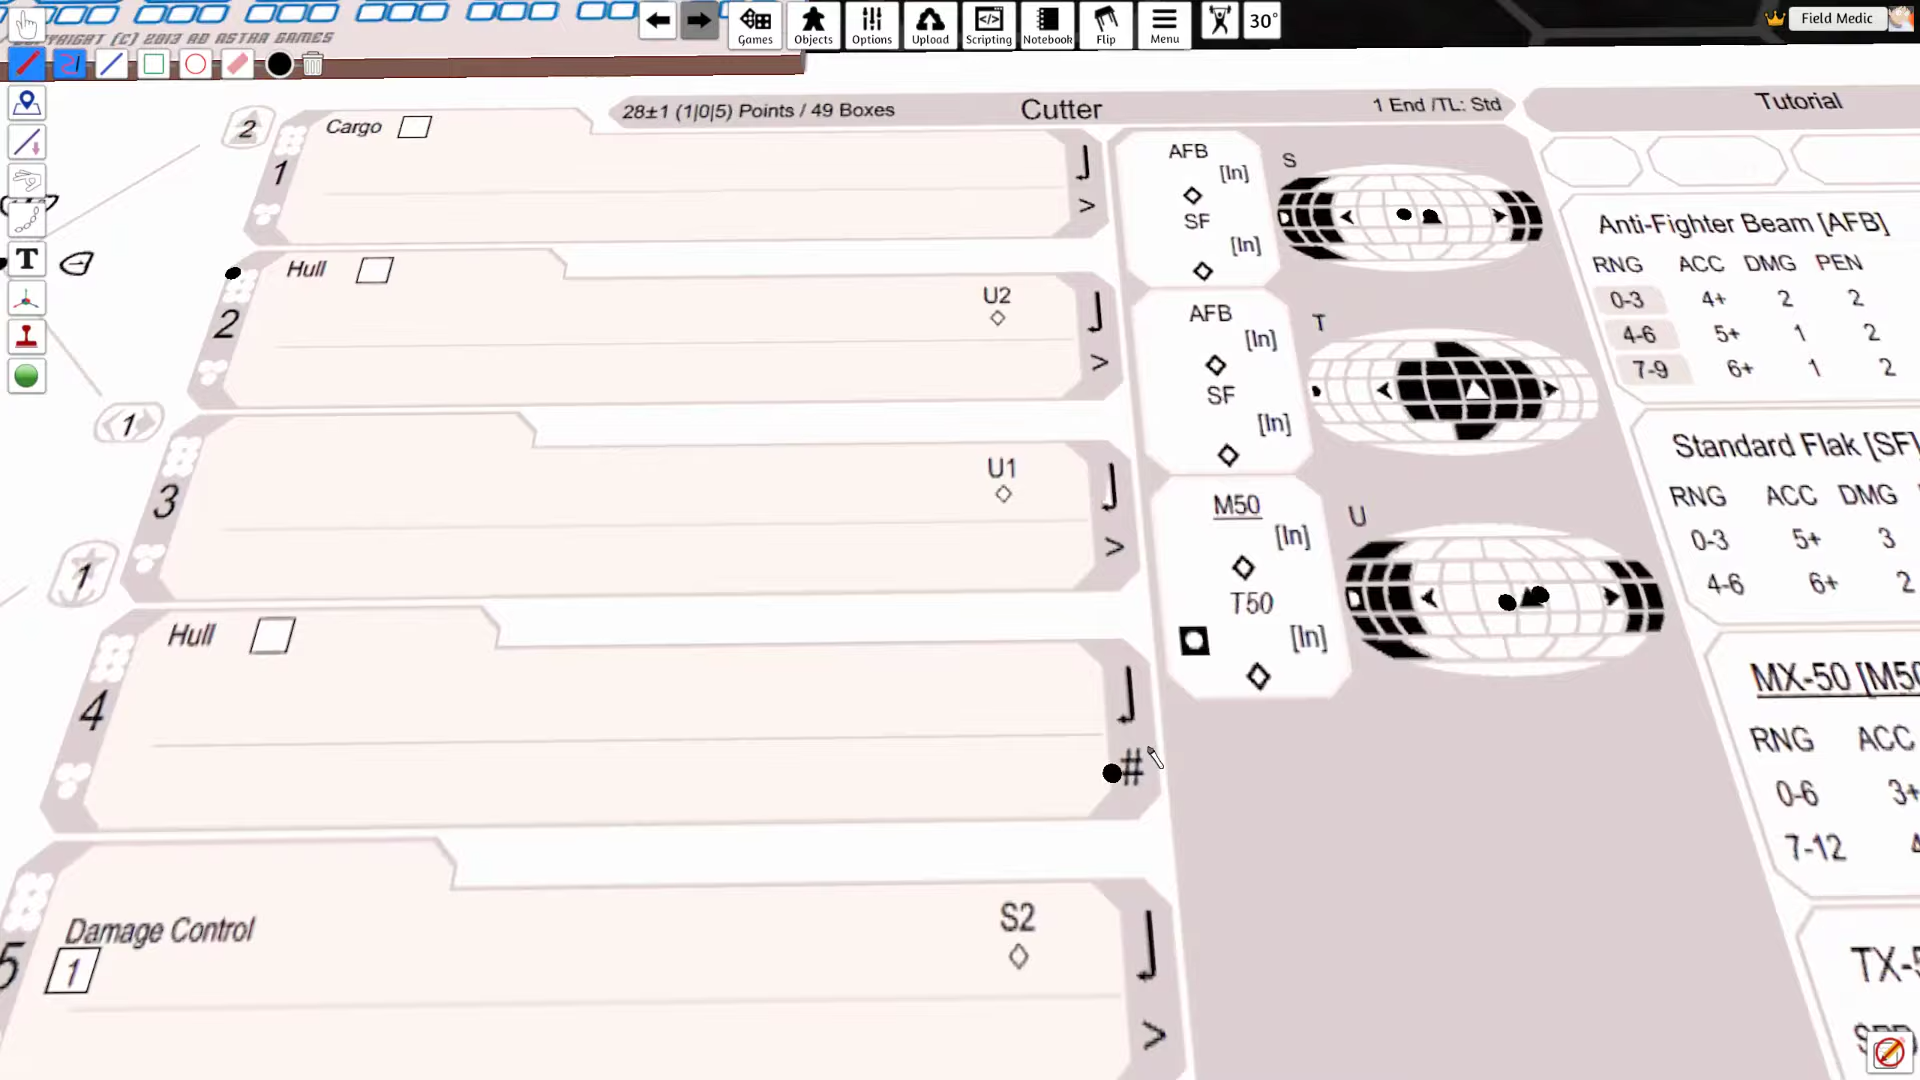 COPYRIGHT (C) 2013 AD ASTRA GAMES
Games
Objects
Options
Upload
Scripting
Notebook
Flip
Menu
30°
Field Medic
T
28±1 (1|0|5) Points / 49 Boxes
Cutter
1 End /TL: Std
Tutorial
2
1
Cargo
>
2
Hull
U2
>
1
3
U1
>
1
4
Hull
#
5
Damage Control
1
S2
>
AFB
[In]
SF
[In]
S
AFB
[In]
SF
[In]
T
M50
[In]
T50
[In]
U
Anti-Fighter Beam [AFB]
RNG ACC DMG PEN
0-3 4+ 2 2
4-6 5+ 1 2
7-9 6+ 1 2
Standard Flak [SF]
RNG ACC DMG
0-3 5+ 3
4-6 6+ 2
MX-50 [M50
RNG ACC
0-6 3+
7-12